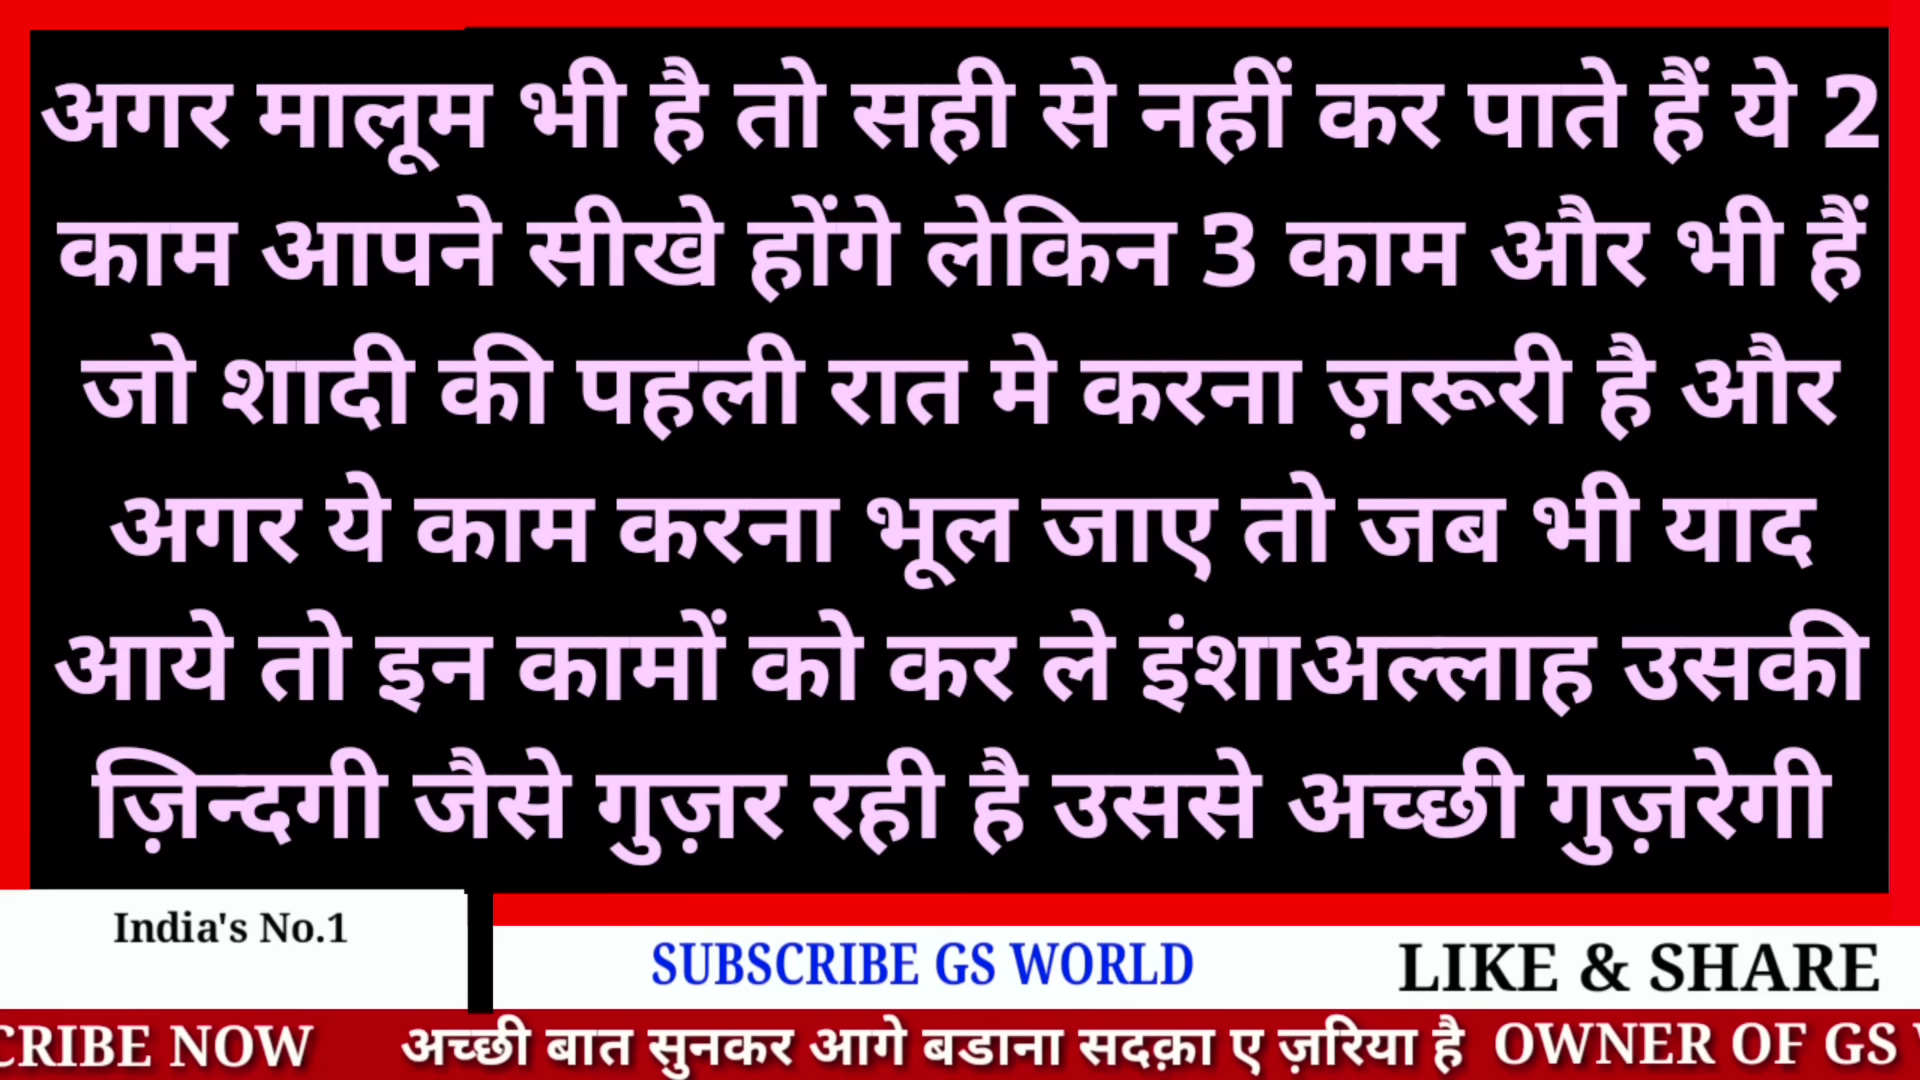 अगर मालूम भी है तो सही से नहीं कर पाते हैं ये 2
काम आपने सीखे होंगे लेकिन 3 काम और भी हैं
जो शादी की पहली रात मे करना ज़रूरी है और
अगर ये काम करना भूल जाए तो जब भी याद
आये तो इन कामों को कर ले इंशाअल्लाह उसकी
ज़िन्दगी जैसे गुज़र रही है उससे अच्छी गुज़रेगी
India's No.1
SUBSCRIBE GS WORLD
LIKE & SHARE
CRIBE NOW अच्छी बात सुनकर आगे बडाना सदक़ा ए ज़रिया है OWNER OF GS